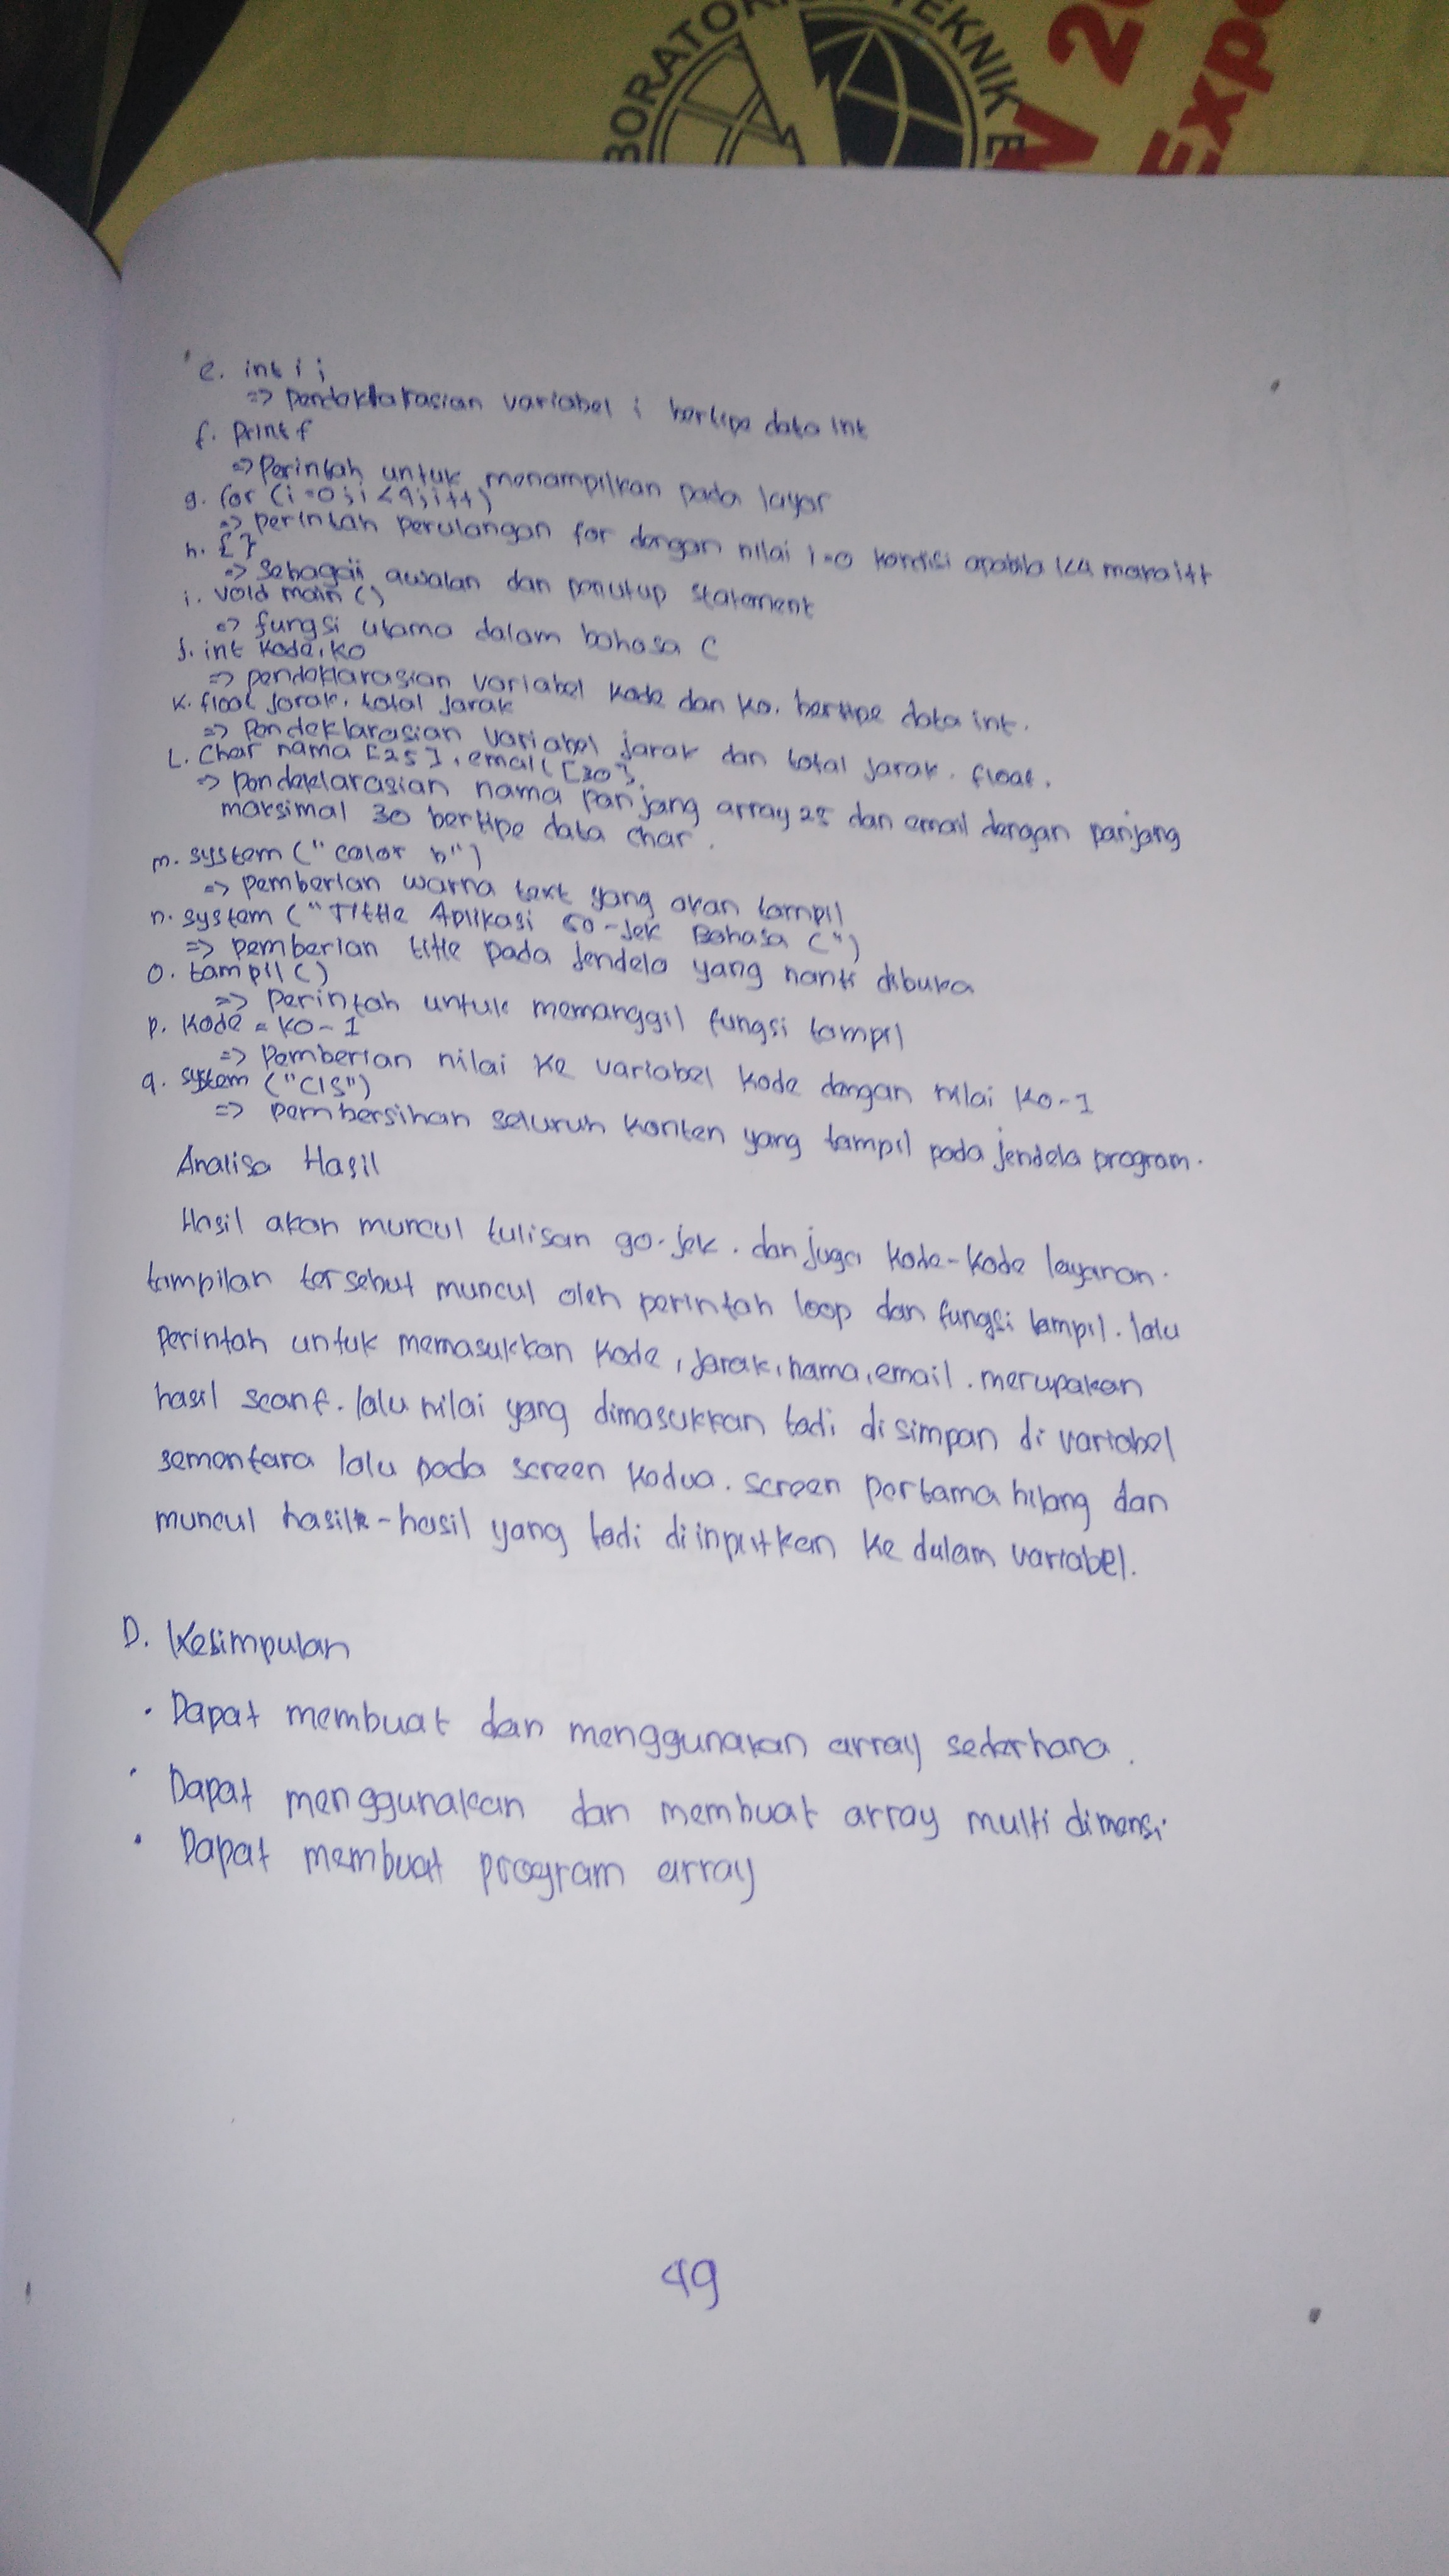 BORATOR TEKNIK E
N 20
Expo
e. int i ;
=> pendeklarasian variabel i bertipe data int
f. printf
=> Perintah untuk menampilkan pada layar
g. for (i=0; i<4; i++)
=> perintah perulangan for dengan nilai i=0 kondisi apabila i<4 maka i++
h. { }
=> sebagai awalan dan penutup statement
i. void main ()
=> fungsi utama dalam bahasa C
j. int kode, ko
=> pendeklarasian variabel kode dan ko. bertipe data int.
k. float jarak, total jarak
=> Pendeklarasian variabel jarak dan total jarak. float.
L. Char nama [25], email [30],
=> pendeklarasian nama panjang array 25 dan email dengan panjang
maksimal 30 bertipe data char.
m. system ("color b")
=> pemberian warna text yang akan tampil
n. system ("Tittle Aplikasi Go-Jek Bahasa C")
=> pemberian title pada jendela yang nanti dibuka
o. tampil ()
=> perintah untuk memanggil fungsi tampil
p. Kode = ko - 1
=> Pemberian nilai ke variabel kode dengan nilai ko-1
q. system ("cls")
=> pembersihan seluruh konten yang tampil pada jendela program.
Analisa Hasil
Hasil akan muncul tulisan go-jek. dan juga kode-kode layanan.
tampilan tersebut muncul oleh perintah loop dan fungsi tampil. lalu
Perintah untuk memasukkan kode, jarak, nama, email. merupakan
hasil scanf. lalu nilai yang dimasukkan tadi disimpan di variabel
sementara lalu pada screen kedua. screen pertama hilang dan
muncul hasil-hasil yang tadi diinputkan ke dalam variabel.
D. Kesimpulan
· Dapat membuat dan menggunakan array sederhana.
· Dapat menggunakan dan membuat array multi dimensi
· Dapat membuat program array
49